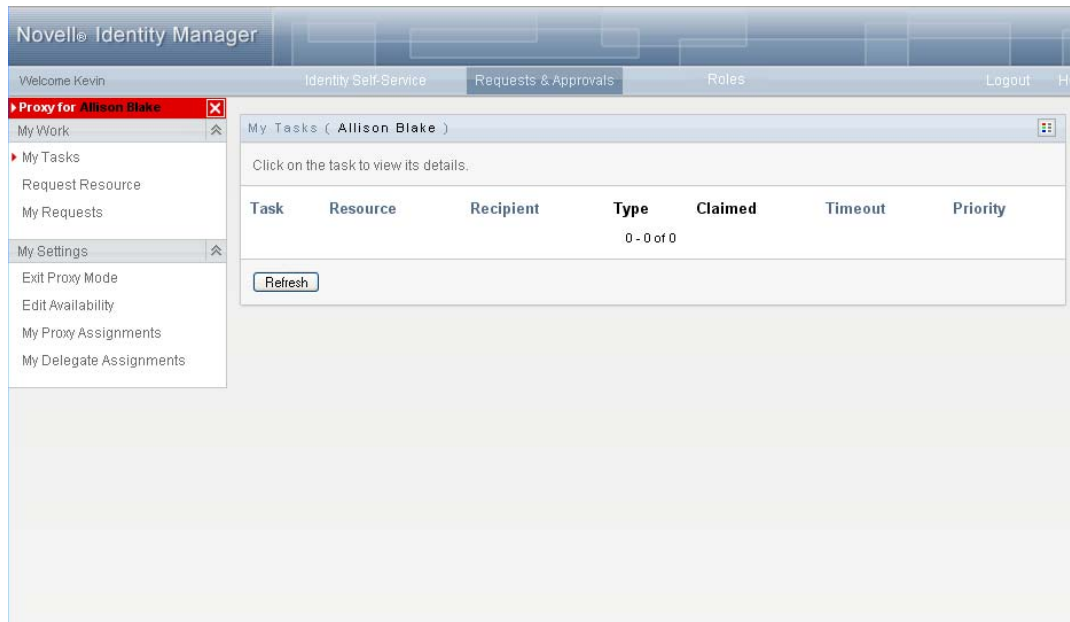 Novell® Identity Manager
Welcome Kevin Identity Self-Service Requests & Approvals Roles Logout H
Proxy for Allison Blake
My Work
My Tasks
Request Resource
My Requests
My Settings
Exit Proxy Mode
Edit Availability
My Proxy Assignments
My Delegate Assignments
My Tasks ( Allison Blake )
Click on the task to view its details.
Task Resource Recipient Type Claimed Timeout Priority
0 - 0 of 0
Refresh